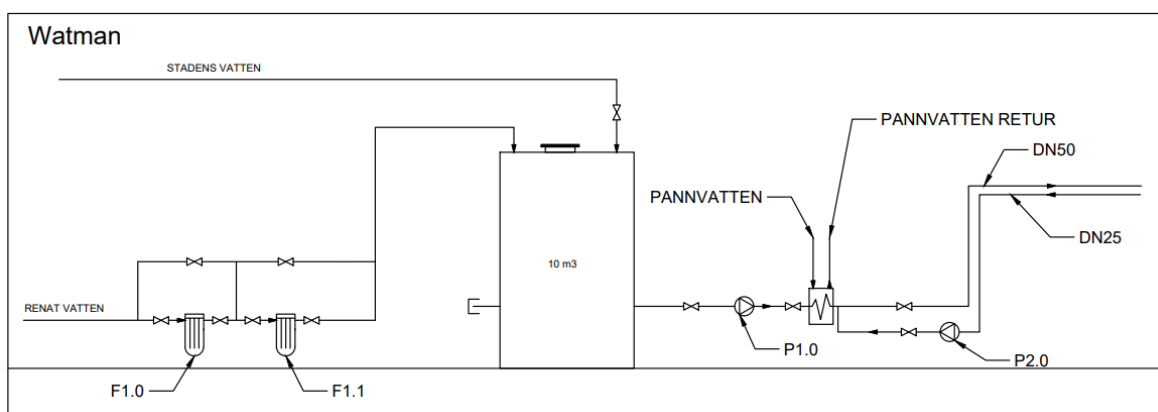 Watman
STADENS VATTEN
PANNVATTEN RETUR
DN50
PANNVATTEN
DN25
10 m3
RENAT VATTEN
P1.0
P2.0
F1.0
F1.1